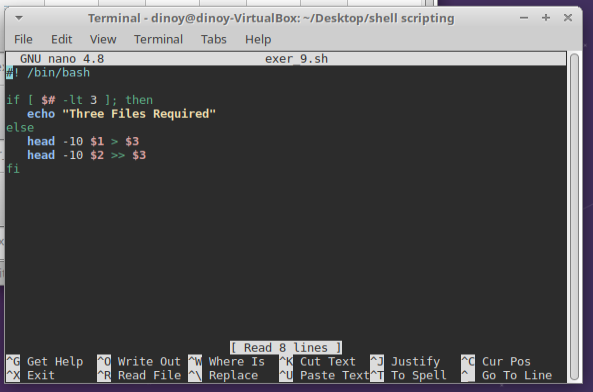 Terminal - dinoy@dinoy-VirtualBox: ~/Desktop/shell scripting
File Edit View Terminal Tabs Help
GNU nano 4.8 exer_9.sh
#! /bin/bash
if [ $# -lt 3 ]; then
echo "Three Files Required"
else
head -10 $1 > $3
head -10 $2 >> $3
fi
[ Read 8 lines ]
^G Get Help ^O Write Out ^W Where Is ^K Cut Text ^J Justify ^C Cur Pos
^X Exit ^R Read File ^\ Replace ^U Paste Text ^T To Spell ^_ Go To Line